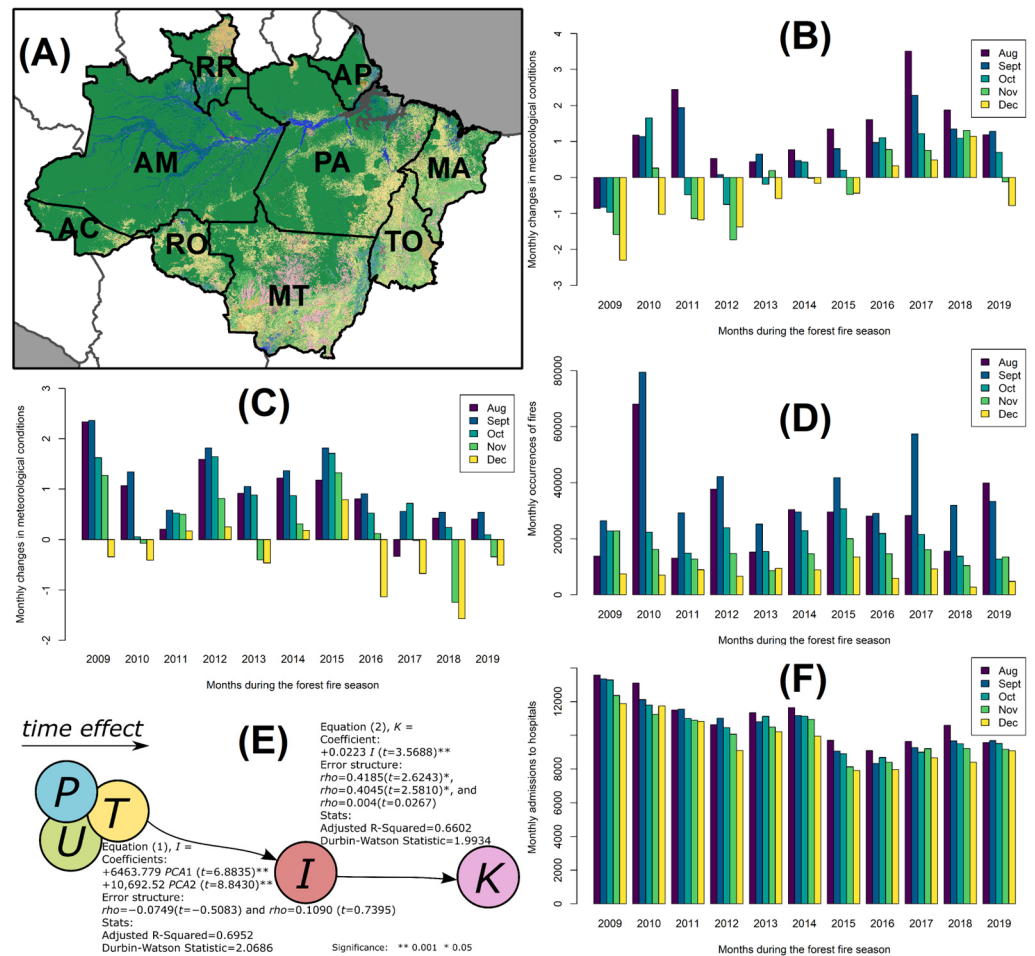 (A)
RR
AP
AM
PA
MA
AC
RO
TO
MT
(B)
Monthly changes in meteorological conditions
3
2
1
0
-1
-2
-3
4
Aug
Sept
Oct
Nov
Dec
2009 2010 2011 2012 2013 2014 2015 2016 2017 2018 2019
Months during the forest fire season
(C)
Monthly changes in meteorological conditions
3
2
1
0
-1
-2
Aug
Sept
Oct
Nov
Dec
2009 2010 2011 2012 2013 2014 2015 2016 2017 2018 2019
Months during the forest fire season
(D)
Monthly occurrences of fires
80000
60000
40000
20000
0
Aug
Sept
Oct
Nov
Dec
2009 2010 2011 2012 2013 2014 2015 2016 2017 2018 2019
Months during the forest fire season
(E)
time effect
P
T
U
I
K
Equation (1), I =
Coefficients:
+6463.779 PCA1 (t=6.8835)**
+10,692.52 PCA2 (t=8.8430)**
Error structure:
rho=−0.0749(t=−0.5083) and rho=0.1090 (t=0.7395)
Stats:
Adjusted R-Squared=0.6952
Durbin-Watson Statistic=2.0686
Equation (2), K =
Coefficient:
+0.0223 I (t=3.5688)**
Error structure:
rho=0.4185(t=2.6243)*,
rho=0.4045(t=2.5810)*, and
rho=0.004(t=0.0267)
Stats:
Adjusted R-Squared=0.6602
Durbin-Watson Statistic=1.9934
Significance: ** 0.001 * 0.05
(F)
Monthly admissions to hospitals
12000
8000
6000
4000
2000
0
Aug
Sept
Oct
Nov
Dec
2009 2010 2011 2012 2013 2014 2015 2016 2017 2018 2019
Months during the forest fire season